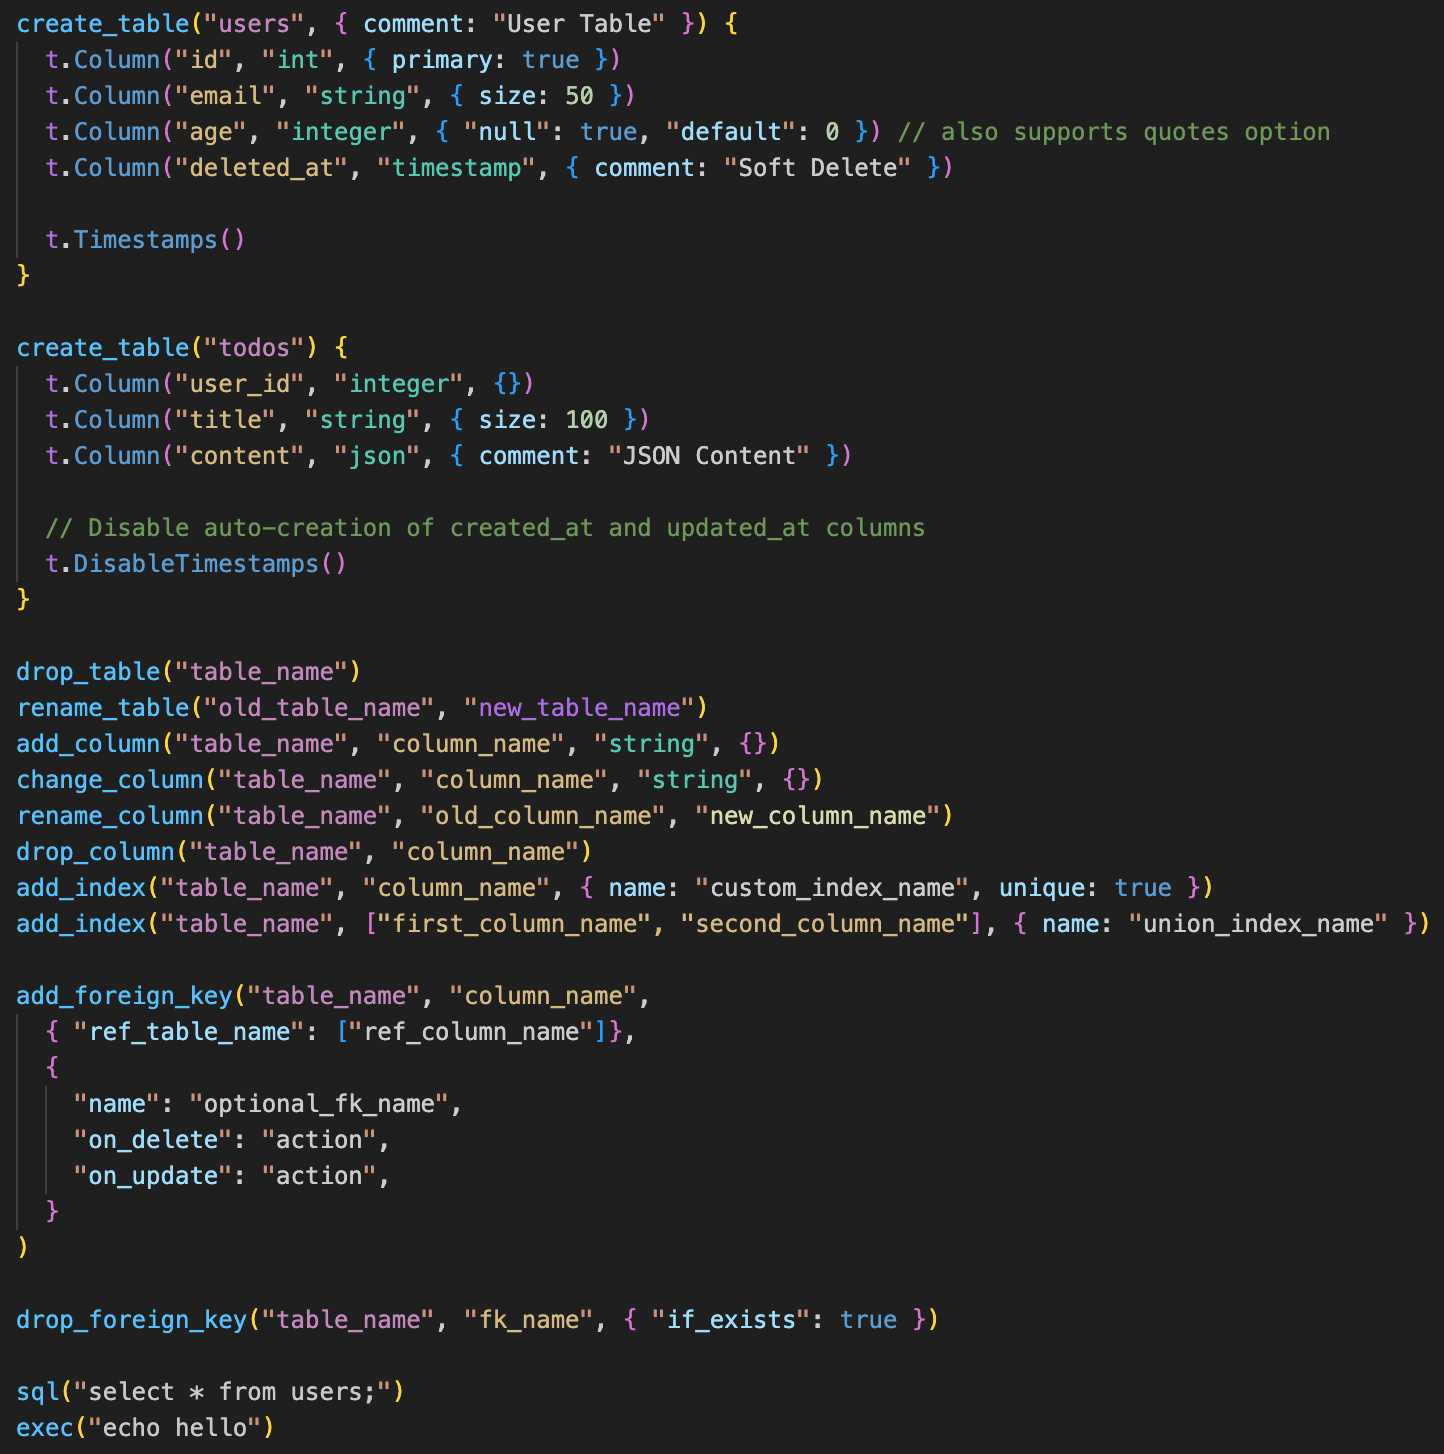 create_table("users", { comment: "User Table" }) {
  t.Column("id", "int", { primary: true })
  t.Column("email", "string", { size: 50 })
  t.Column("age", "integer", { "null": true, "default": 0 }) // also supports quotes option
  t.Column("deleted_at", "timestamp", { comment: "Soft Delete" })

  t.Timestamps()
}

create_table("todos") {
  t.Column("user_id", "integer", {})
  t.Column("title", "string", { size: 100 })
  t.Column("content", "json", { comment: "JSON Content" })

  // Disable auto-creation of created_at and updated_at columns
  t.DisableTimestamps()
}

drop_table("table_name")
rename_table("old_table_name", "new_table_name")
add_column("table_name", "column_name", "string", {})
change_column("table_name", "column_name", "string", {})
rename_column("table_name", "old_column_name", "new_column_name")
drop_column("table_name", "column_name")
add_index("table_name", "column_name", { name: "custom_index_name", unique: true })
add_index("table_name", ["first_column_name", "second_column_name"], { name: "union_index_name" })

add_foreign_key("table_name", "column_name",
  { "ref_table_name": ["ref_column_name"]},
  {
    "name": "optional_fk_name",
    "on_delete": "action",
    "on_update": "action",
  }
)

drop_foreign_key("table_name", "fk_name", { "if_exists": true })

sql("select * from users;")
exec("echo hello")